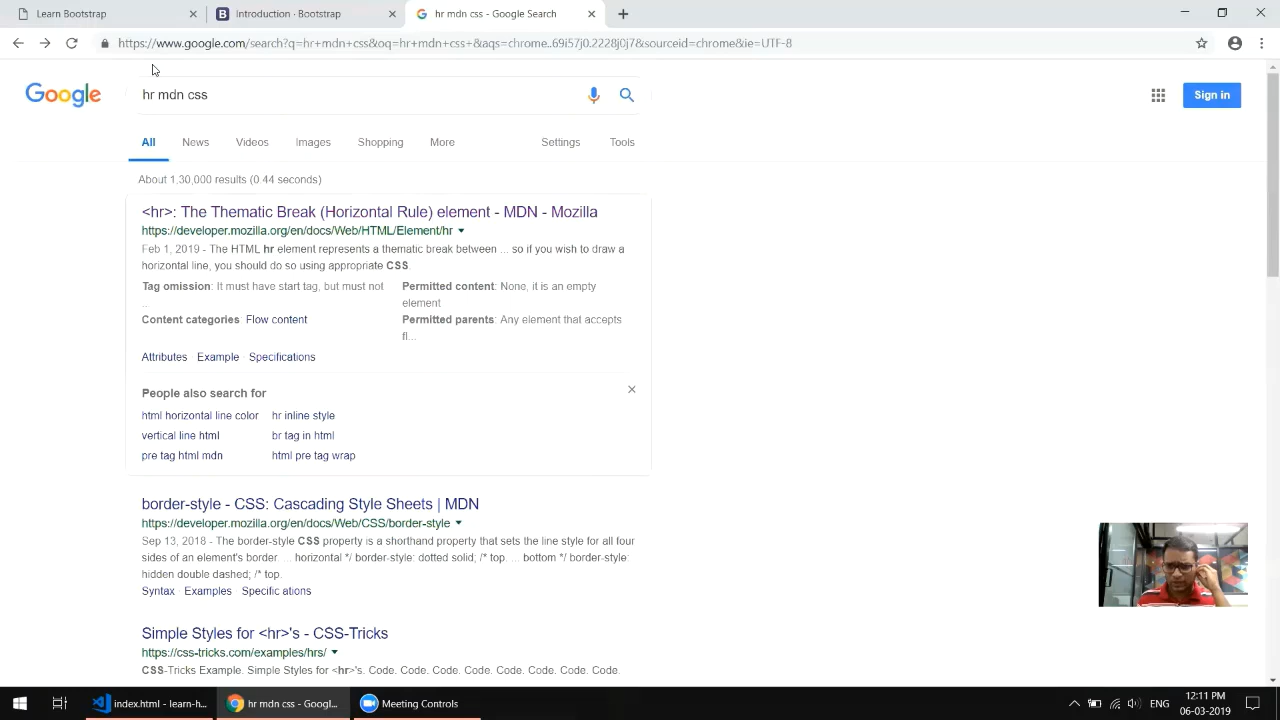 Learn Bootstrap
Introduction · Bootstrap
hr mdn css - Google Search
https://www.google.com/search?q=hr+mdn+css&oq=hr+mdn+css+&aqs=chrome..69i57j0.2228j0j7&sourceid=chrome&ie=UTF-8
Google
hr mdn css
Sign in
All News Videos Images Shopping More Settings Tools
About 1,30,000 results (0.44 seconds)
<hr>: The Thematic Break (Horizontal Rule) element - MDN - Mozilla
https://developer.mozilla.org/en/docs/Web/HTML/Element/hr
Feb 1, 2019 - The HTML hr element represents a thematic break between ... so if you wish to draw a
horizontal line, you should do so using appropriate CSS.
Tag omission: It must have start tag, but must not
..
Permitted content: None, it is an empty
element
Content categories Flow content
Permitted parents: Any element that accepts
fl...
Attributes · Example · Specifications
People also search for
html horizontal line color hr inline style
vertical line html br tag in html
pre tag html mdn html pre tag wrap
border-style - CSS: Cascading Style Sheets | MDN
https://developer.mozilla.org/en/docs/Web/CSS/border-style
Sep 13, 2018 - The border-style CSS property is a shorthand property that sets the line style for all four
sides of an element's border. ... horizontal */ border-style: dotted solid; /* top. ... bottom */ border-style:
hidden double dashed; /* top.
Syntax · Examples · Specific ations
Simple Styles for <hr>'s - CSS-Tricks
https://css-tricks.com/examples/hrs/
CSS-Tricks Example. Simple Styles for <hr>'s. Code. Code. Code. Code. Code. Code. Code.
index.html - learn-h...
hr mdn css - Googl...
Meeting Controls
ENG
12:11 PM
06-03-2019